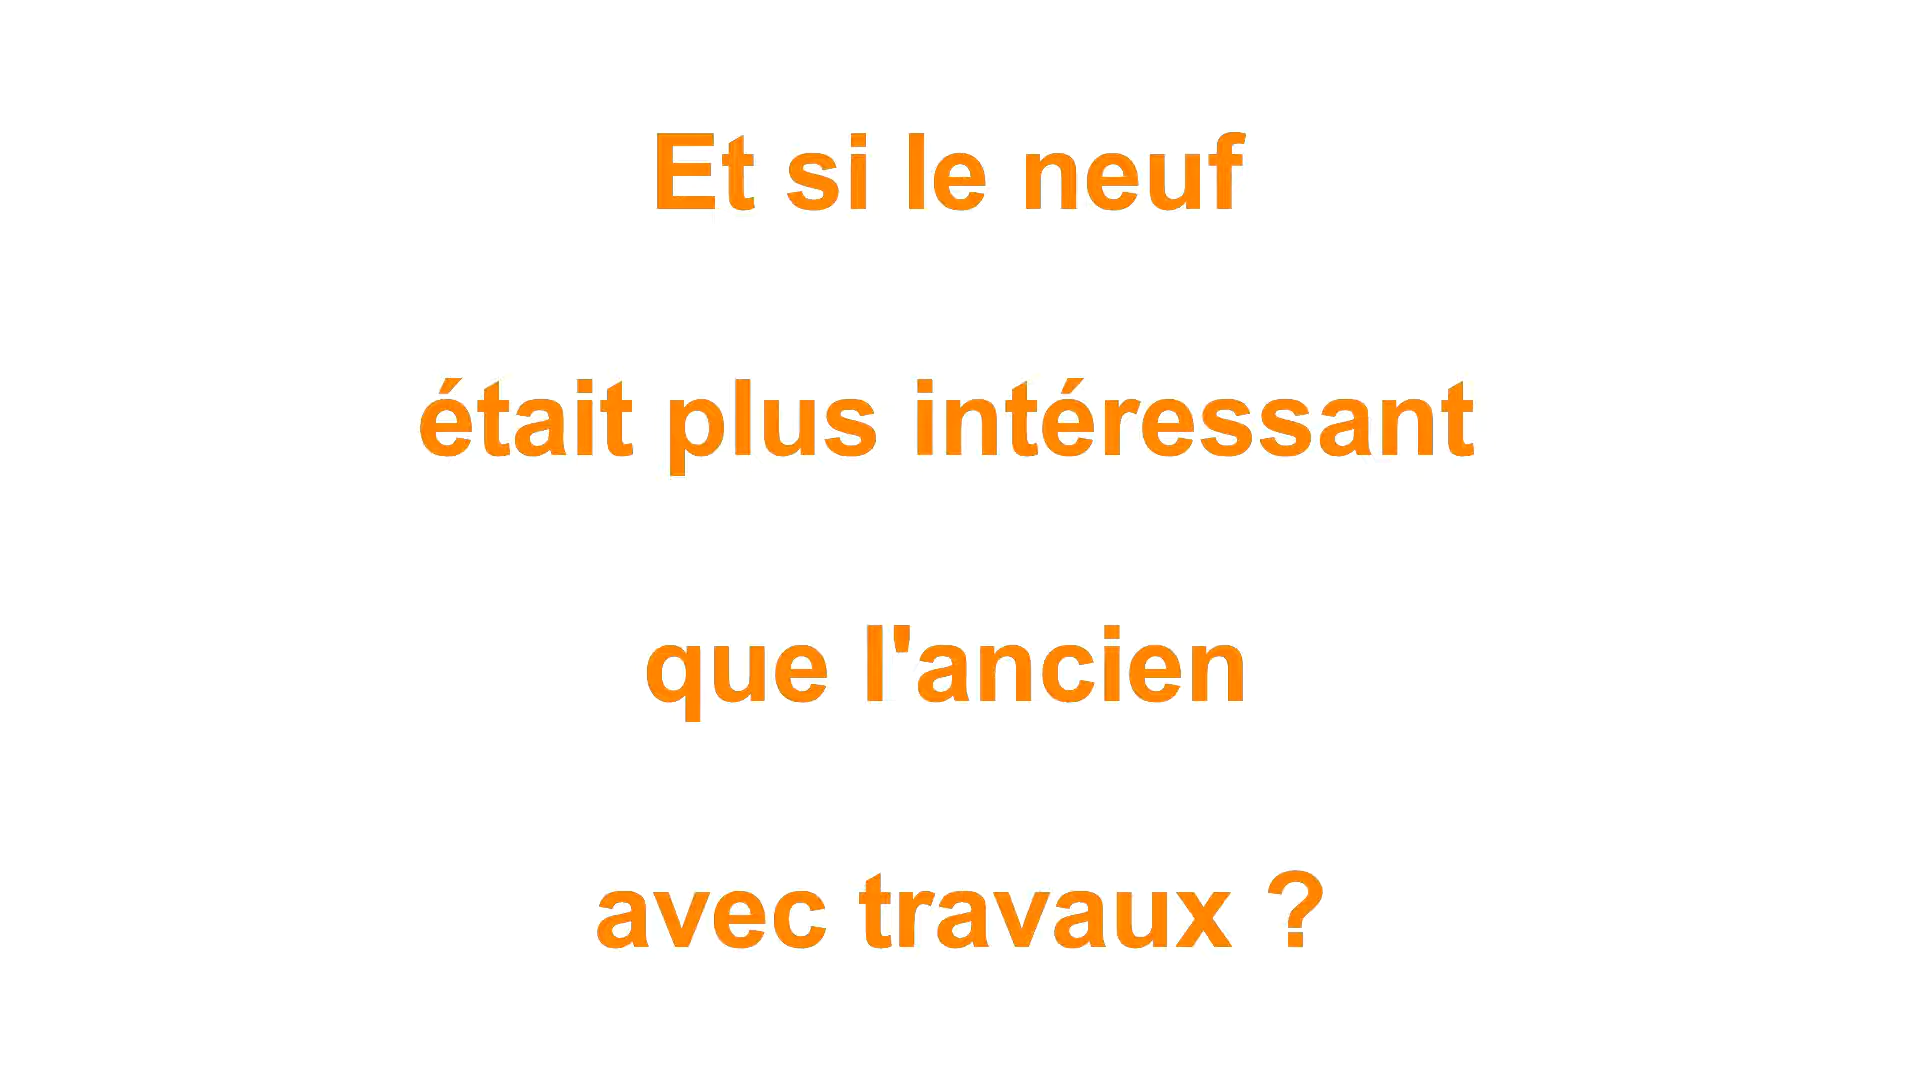 Et si le neuf
était plus intéressant
que l'ancien
avec travaux ?